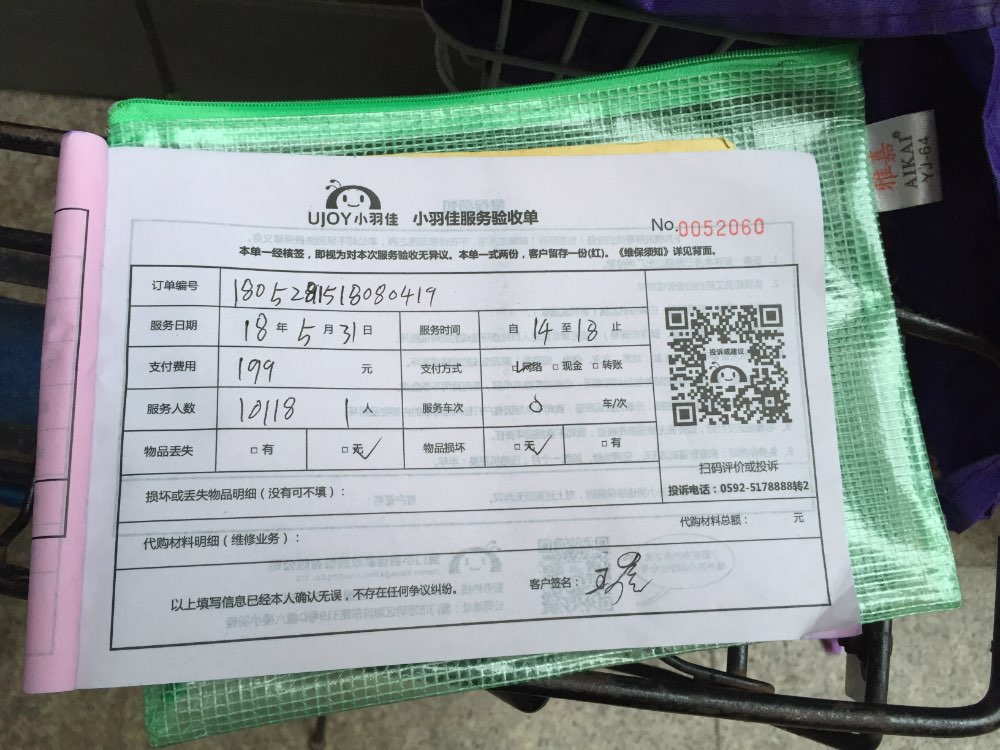 UJOY小羽佳 小羽佳服务验收单
No.0052060
本单一经核签，即视为对本次服务验收无异议。本单一式两份，客户留存一份(红)。《维保须知》详见背面。
订单编号 1805281518080419
服务日期 18 年 5 月 31 日 服务时间 自 14 至 18 止
支付费用 199 元 支付方式 网络 现金 转账
服务人数 10118 1 人 服务车次 0 车/次
物品丢失 有 无 物品损坏 无 有
投诉或建议
扫码评价或投诉
投诉电话：0592-5178888转2
损坏或丢失物品明细（没有可不填）：
代购材料明细（维修业务）： 代购材料总额： 元
以上填写信息已经本人确认无误，不存在任何争议纠纷。 客户签名：
雅嘉
AIKAI
YJ-64